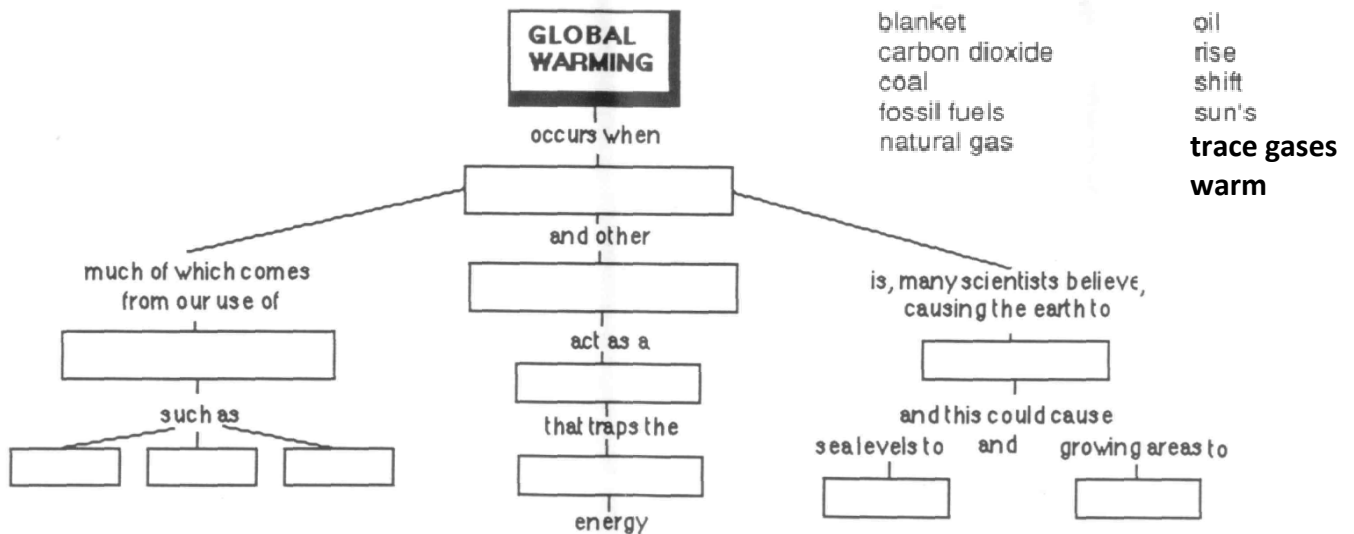 GLOBAL
WARMING
occurs when
and other
act as a
that traps the
energy
much of which comes
from our use of
such as
is, many scientists believe,
causing the earth to
and this could cause
sea levels to and growing areas to
blanket
carbon dioxide
coal
fossil fuels
natural gas
oil
rise
shift
sun's
trace gases
warm